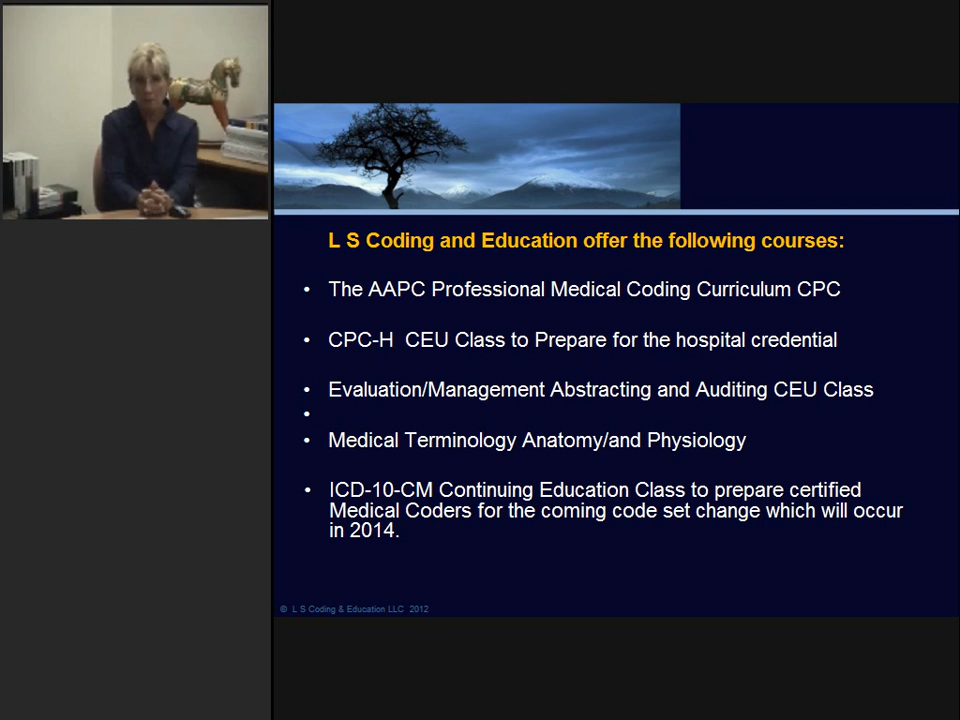 L S Coding and Education offer the following courses:
• The AAPC Professional Medical Coding Curriculum CPC
• CPC-H CEU Class to Prepare for the hospital credential
• Evaluation/Management Abstracting and Auditing CEU Class
•
• Medical Terminology Anatomy/and Physiology
• ICD-10-CM Continuing Education Class to prepare certified
Medical Coders for the coming code set change which will occur
in 2014.
© L S Coding & Education LLC 2012